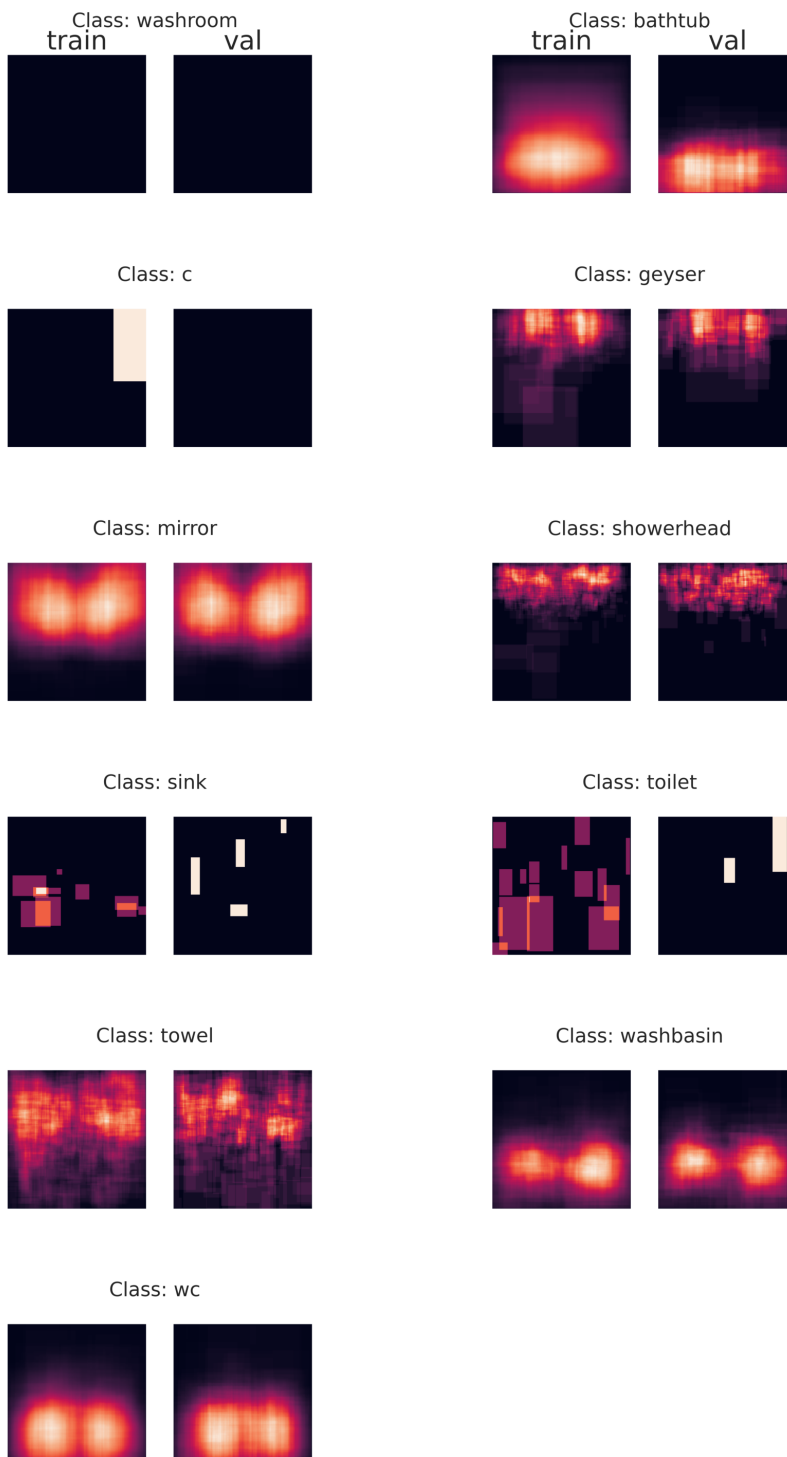 Class: washroom
train val
Class: bathtub
train val
Class: c
Class: geyser
Class: mirror
Class: showerhead
Class: sink
Class: toilet
Class: towel
Class: washbasin
Class: wc